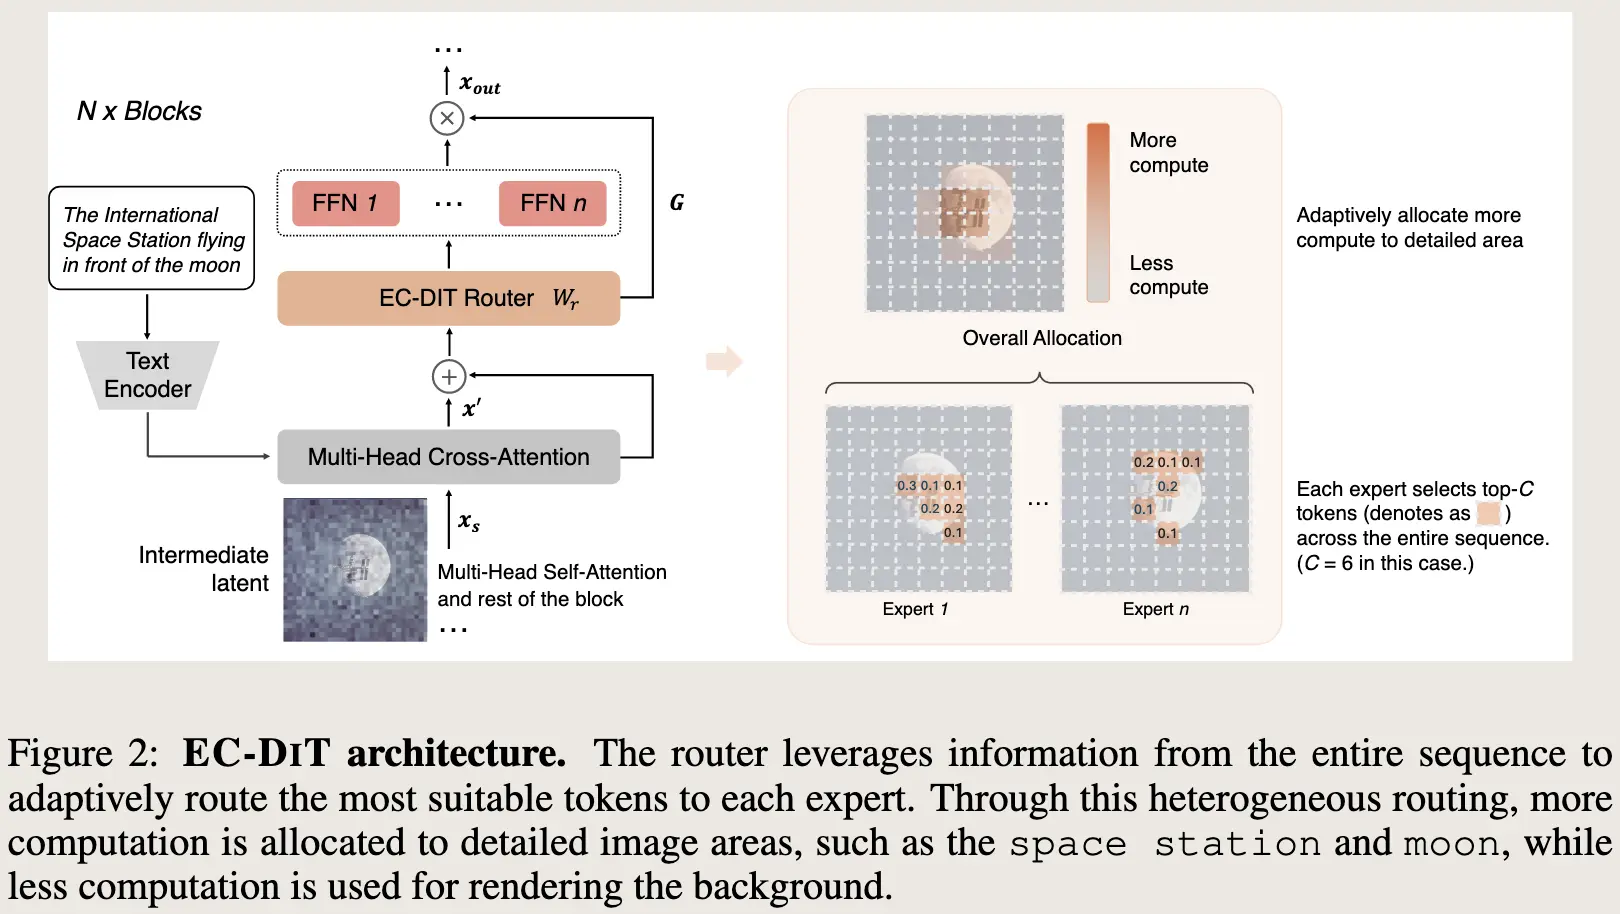 ...
x_out
N x Blocks
FFN 1 ... FFN n
G
The International
Space Station flying
in front of the moon
EC-DIT Router W_r
Text
Encoder
+
x′
Multi-Head Cross-Attention
x_s
Intermediate
latent
Multi-Head Self-Attention
and rest of the block
...
More
compute
Less
compute
Overall Allocation
Adaptively allocate more
compute to detailed area
0.3 0.1 0.1
0.2 0.2
0.1
Expert 1
...
0.2 0.1 0.1
0.2
0.1
0.1
Expert n
Each expert selects top-C
tokens (denotes as )
across the entire sequence.
(C = 6 in this case.)
Figure 2: EC-DIT architecture. The router leverages information from the entire sequence to
adaptively route the most suitable tokens to each expert. Through this heterogeneous routing, more
computation is allocated to detailed image areas, such as the space station and moon, while
less computation is used for rendering the background.